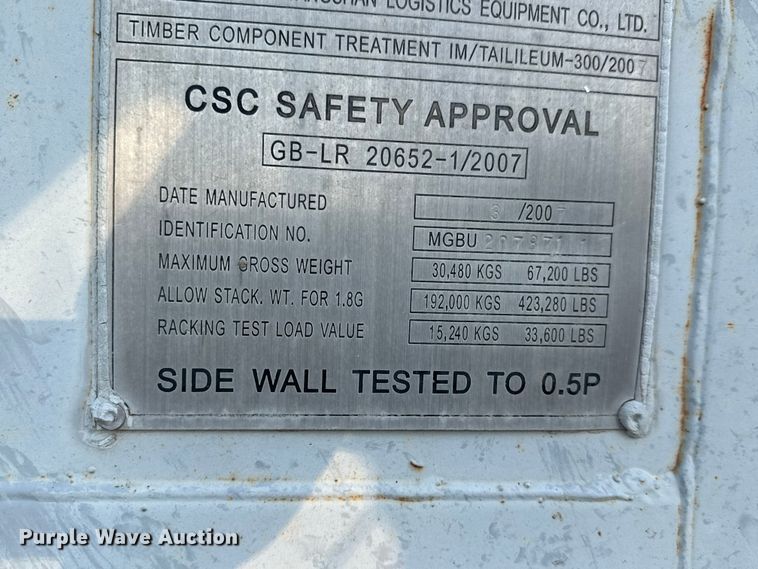 LOGISTICS EQUIPMENT CO., LTD.
TIMBER COMPONENT TREATMENT IM/TAILILEUM-300/2007
CSC SAFETY APPROVAL
GB-LR 20652-1/2007
DATE MANUFACTURED 3 /2007
IDENTIFICATION NO. MGBU
MAXIMUM GROSS WEIGHT 30,480 KGS 67,200 LBS
ALLOW STACK. WT. FOR 1.8G 192,000 KGS 423,280 LBS
RACKING TEST LOAD VALUE 15,240 KGS 33,600 LBS
SIDE WALL TESTED TO 0.5P
Purple Wave Auction